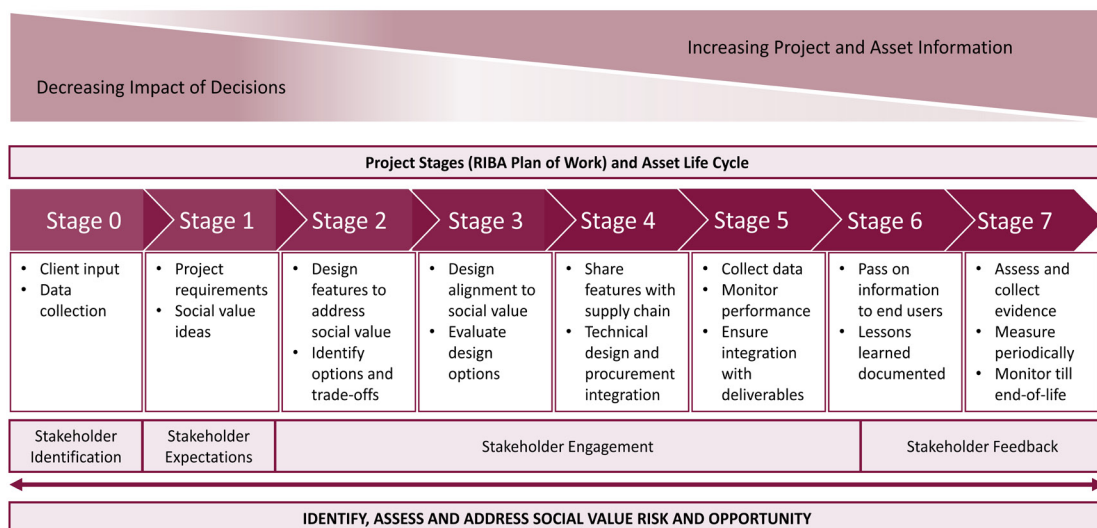 Increasing Project and Asset Information
Decreasing Impact of Decisions
Project Stages (RIBA Plan of Work) and Asset Life Cycle
Stage 0
Stage 1
Stage 2
Stage 3
Stage 4
Stage 5
Stage 6
Stage 7
• Client input
• Data
collection
• Project
requirements
• Social value
ideas
• Design
features to
address
social value
• Identify
options and
trade-offs
• Design
alignment to
social value
• Evaluate
design
options
• Share
features with
supply chain
• Technical
design and
procurement
integration
• Collect data
• Monitor
performance
• Ensure
integration
with
deliverables
• Pass on
information
to end users
• Lessons
learned
documented
• Assess and
collect
evidence
• Measure
periodically
• Monitor till
end-of-life
Stakeholder
Identification
Stakeholder
Expectations
Stakeholder Engagement
Stakeholder Feedback
IDENTIFY, ASSESS AND ADDRESS SOCIAL VALUE RISK AND OPPORTUNITY